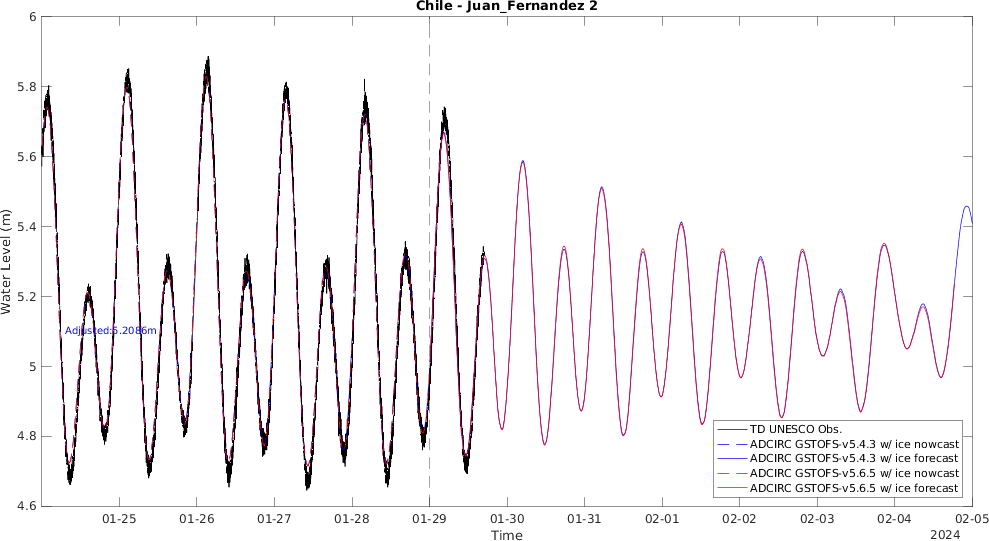 Chile - Juan_Fernandez 2
6
5.8
5.6
5.4
5.2
5
4.8
4.6
Water Level (m)
Adjusted:5.2086m
TD UNESCO Obs.
ADCIRC GSTOFS-v5.4.3 w/ ice nowcast
ADCIRC GSTOFS-v5.4.3 w/ ice forecast
ADCIRC GSTOFS-v5.6.5 w/ ice nowcast
ADCIRC GSTOFS-v5.6.5 w/ ice forecast
01-25 01-26 01-27 01-28 01-29 01-30 01-31 02-01 02-02 02-03 02-04 02-05
Time
2024